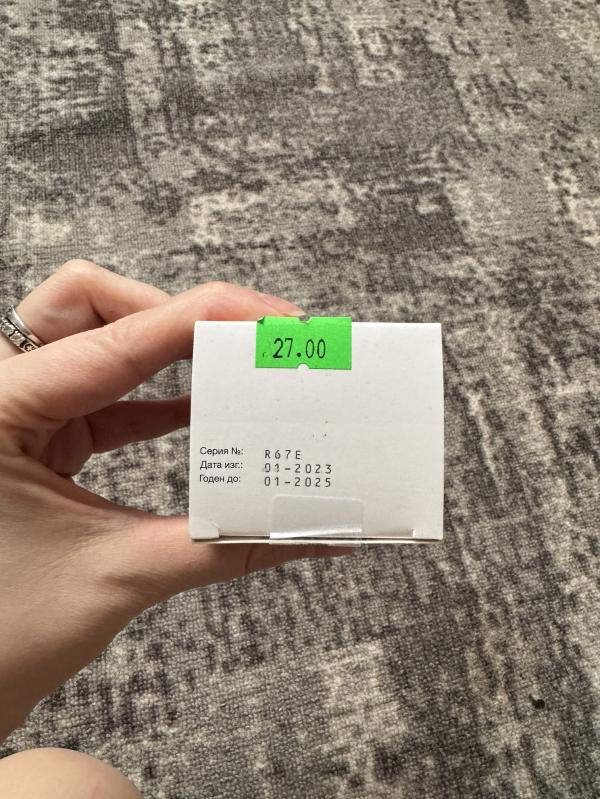 27.00
Серия №: R67E
Дата изг.: 01-2023
Годен до: 01-2025